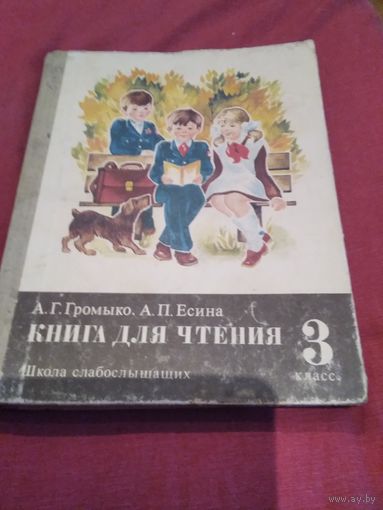 А. Г. Громыко, А. П. Есина
КНИГА ДЛЯ ЧТЕНИЯ
3
класс
Школа слабослышащих
www.ay.by